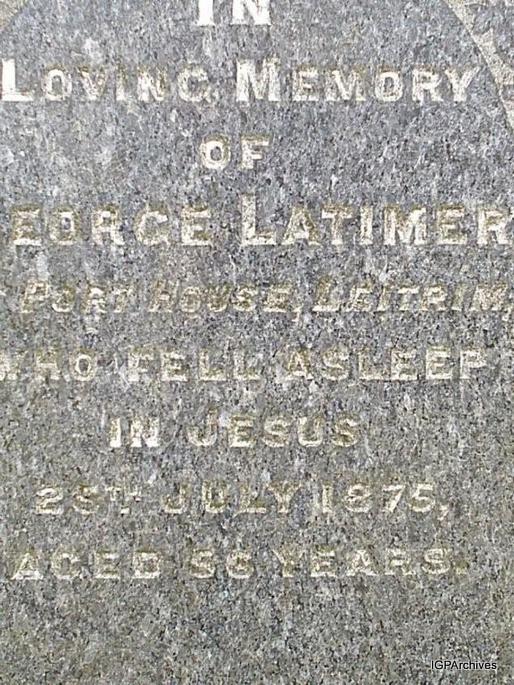 IN
LOVING MEMORY
OF
EORGE LATIMER
PORT HOUSE, LEITRIM,
WHO FELL ASLEEP
IN JESUS
JULY 1875,
AGED 56 YEARS.
IGPArchives